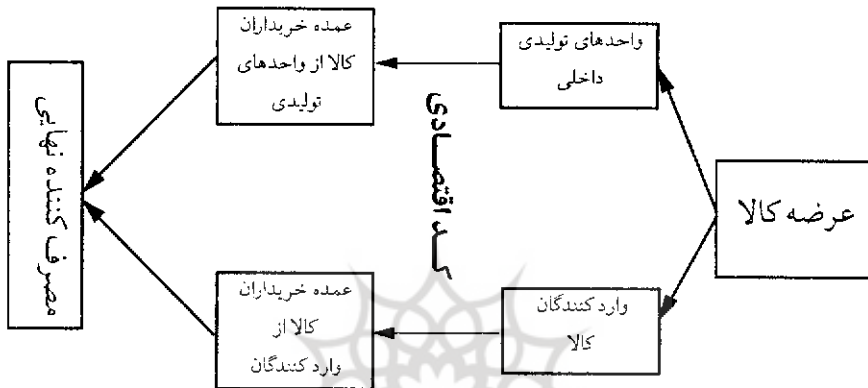 عرضه کالا
واحدهای تولیدی
داخلی
عمده خریداران
کالا از واحدهای
تولیدی
کد اقتصادی
وارد کنندگان
کالا
عمده خریداران
کالا از
وارد کنندگان
مصرف کننده نهایی